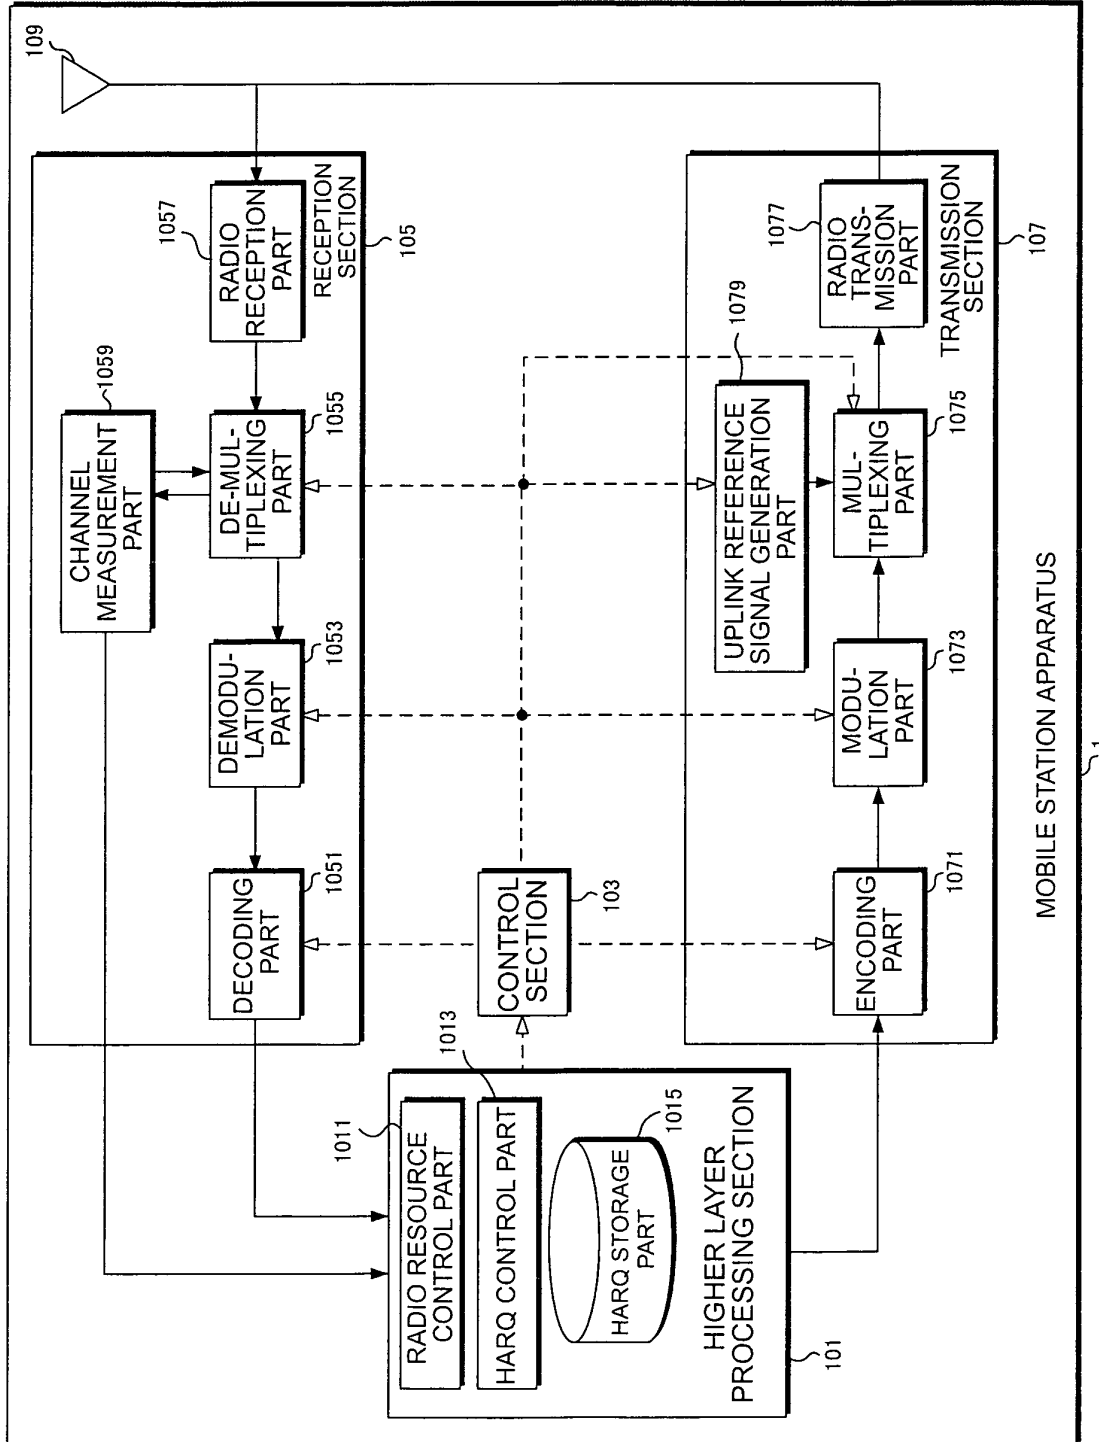 109
RADIO
RECEPTION
PART
1057
RECEPTION
SECTION
105
CHANNEL
MEASUREMENT
PART
1059
DE-MUL-
TIPLEXING
PART
1055
DEMODU-
LATION
PART
1053
DECODING
PART
1051
CONTROL
SECTION
103
RADIO RESOURCE
CONTROL PART
1011
HARQ CONTROL PART
1013
HARQ STORAGE
PART
1015
HIGHER LAYER
PROCESSING SECTION
101
ENCODING
PART
1071
MODU-
LATION
PART
1073
MUL-
TIPLEXING
PART
1075
UPLINK REFERENCE
SIGNAL GENERATION
PART
1079
RADIO
TRANS-
MISSION
PART
1077
TRANSMISSION
SECTION
107
MOBILE STATION APPARATUS
1